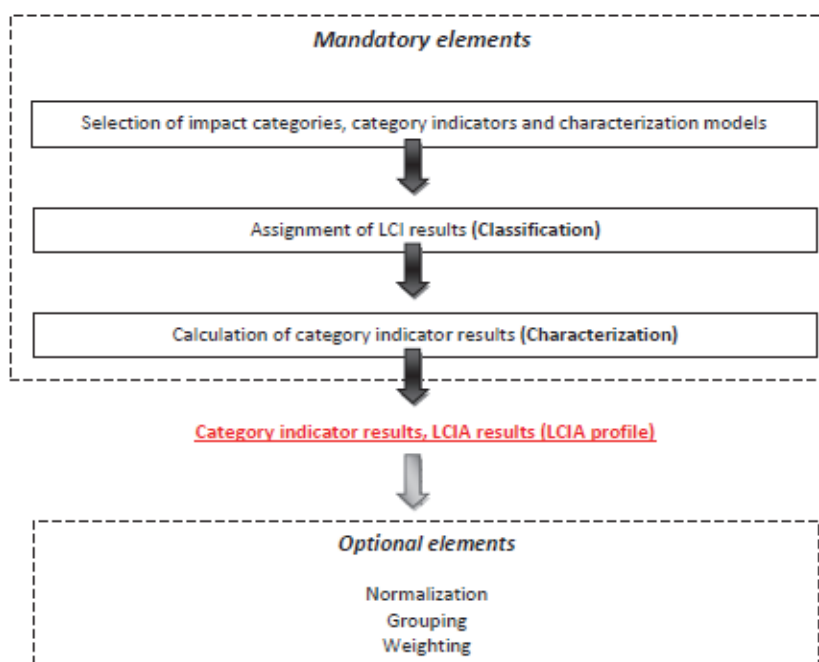 Mandatory elements
Selection of impact categories, category indicators and characterization models
Assignment of LCI results (Classification)
Calculation of category indicator results (Characterization)
Category indicator results, LCIA results (LCIA profile)
Optional elements
Normalization
Grouping
Weighting